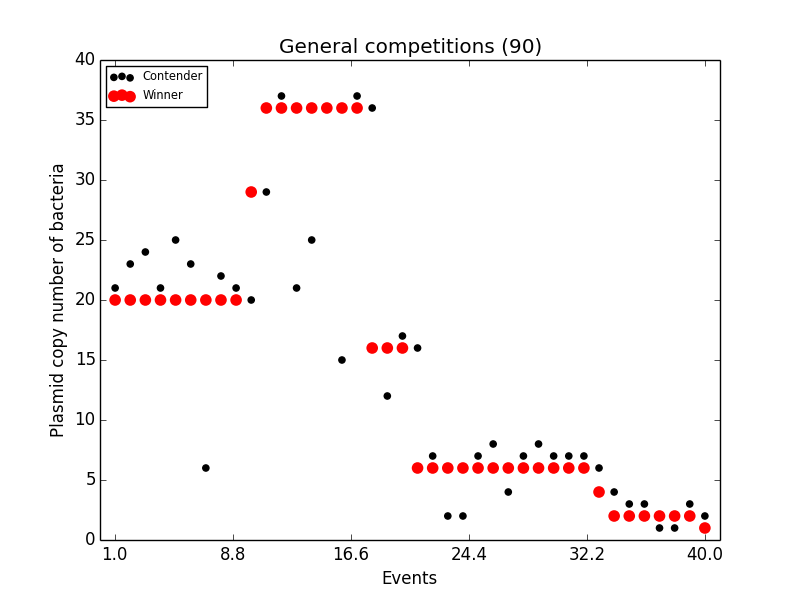 General competitions (90)
Contender
Winner
Plasmid copy number of bacteria
40
35
30
25
20
15
10
5
0
1.0 8.8 16.6 24.4 32.2 40.0
Events